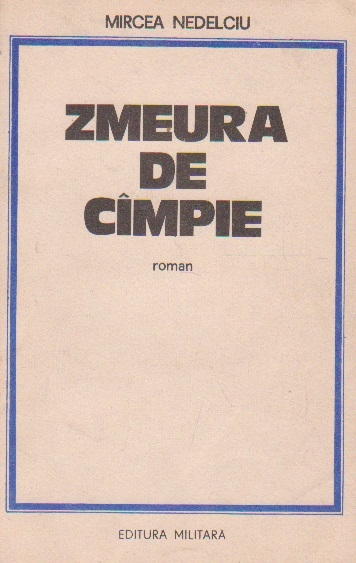 MIRCEA NEDELCIU
ZMEURA
DE
CÎMPIE
roman
EDITURA MILITARA